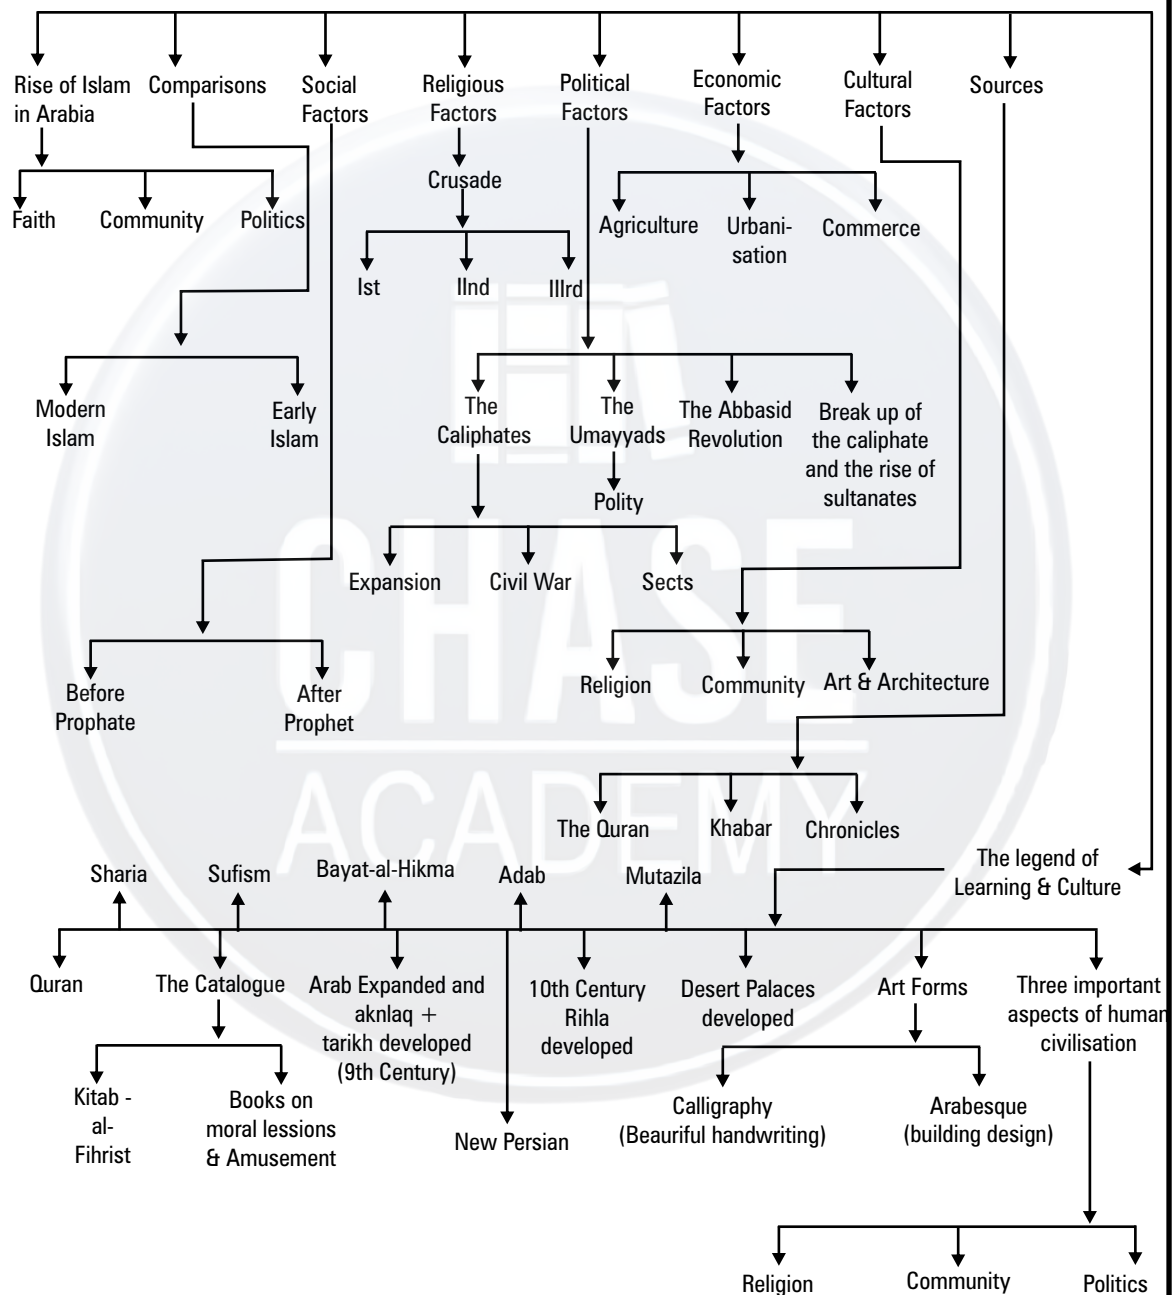 Rise of Islam
in Arabia
Comparisons
Social
Factors
Religious
Factors
Political
Factors
Economic
Factors
Cultural
Factors
Sources
Faith
Community
Politics
Crusade
Ist
IInd
IIIrd
Agriculture
Urbani-
sation
Commerce
Modern
Islam
Early
Islam
The
Caliphates
The
Umayyads
The Abbasid
Revolution
Break up of
the caliphate
and the rise of
sultanates
Polity
Expansion
Civil War
Sects
Before
Prophate
After
Prophet
Religion
Community
Art & Architecture
The Quran
Khabar
Chronicles
CHASE
ACADEMY
The legend of
Learning & Culture
Sharia
Sufism
Bayat-al-Hikma
Adab
Mutazila
Quran
The Catalogue
Arab Expanded and
aknlaq +
tarikh developed
(9th Century)
10th Century
Rihla
developed
Desert Palaces
developed
Art Forms
Three important
aspects of human
civilisation
Kitab -
al-
Fihrist
Books on
moral lessions
& Amusement
New Persian
Calligraphy
(Beauriful handwriting)
Arabesque
(building design)
Religion
Community
Politics